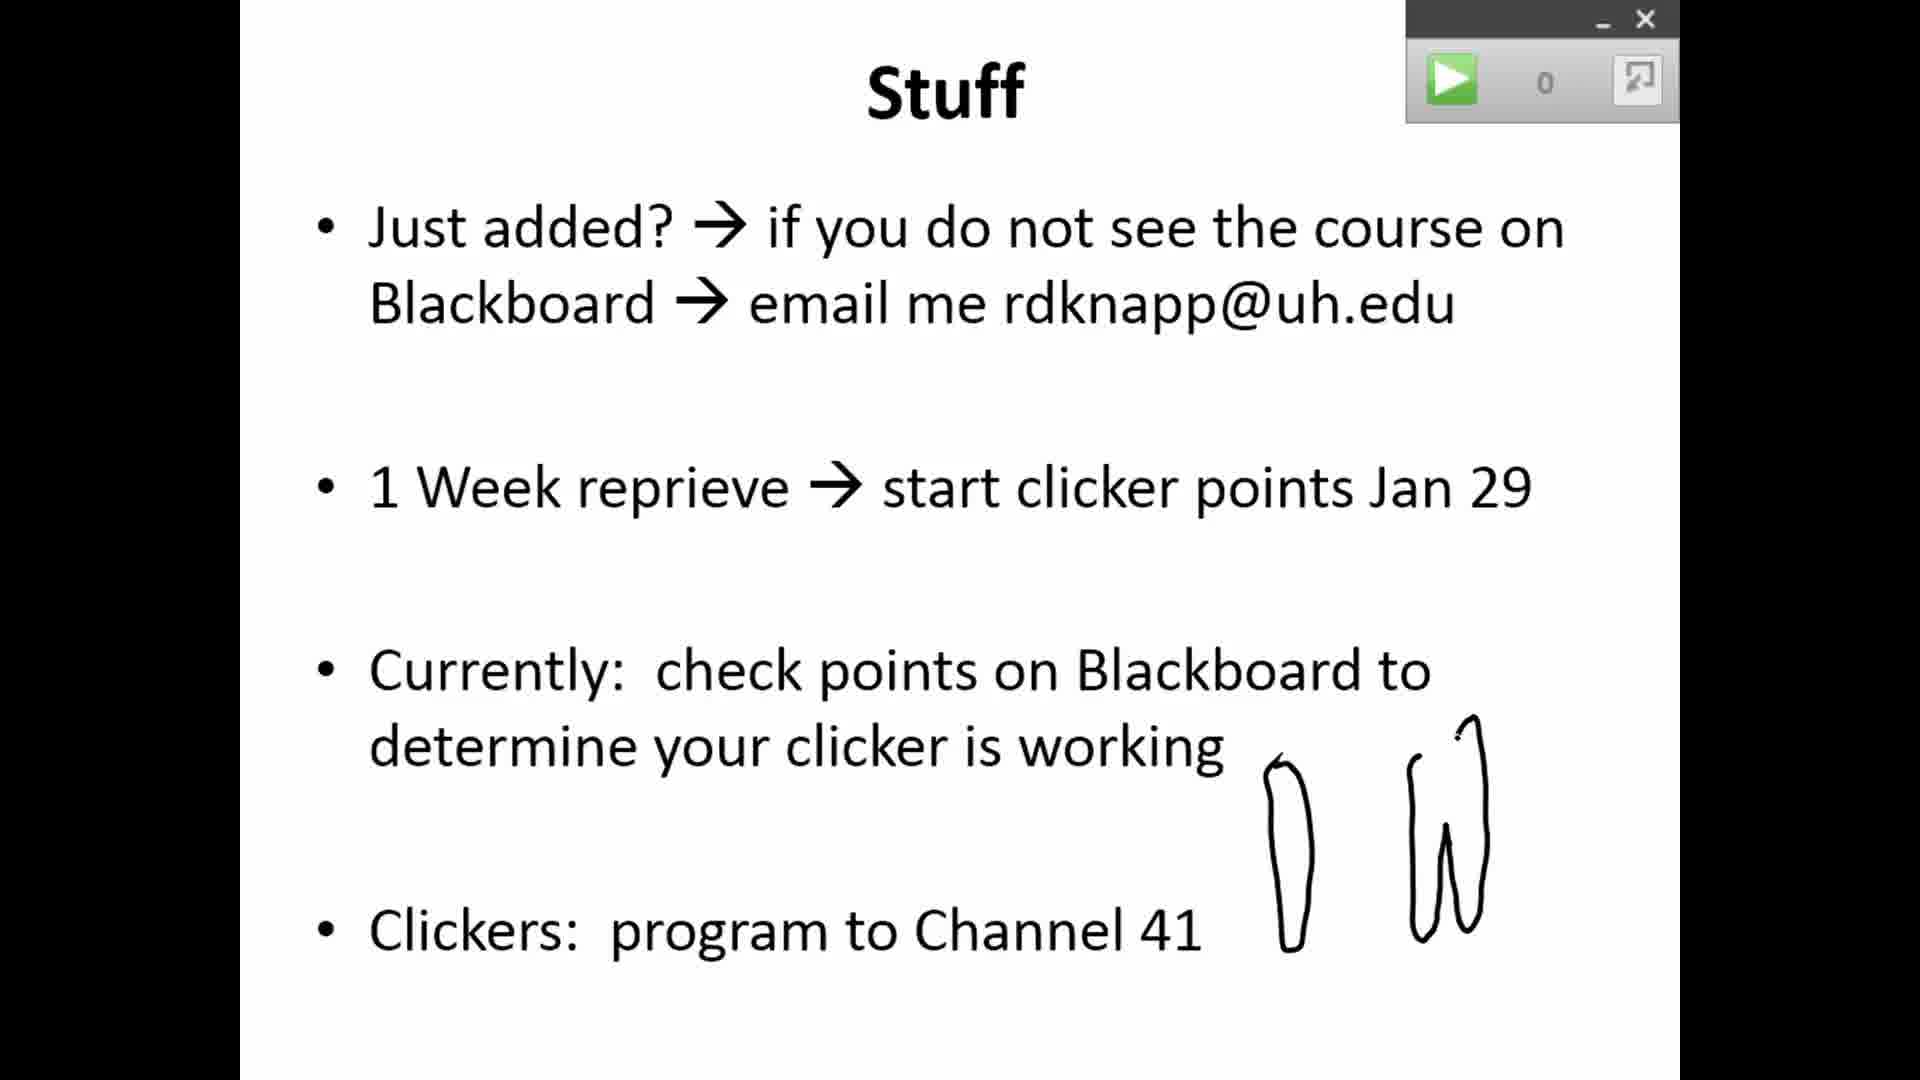 Stuff
0
• Just added? → if you do not see the course on
Blackboard → email me rdknapp@uh.edu
• 1 Week reprieve → start clicker points Jan 29
• Currently:  check points on Blackboard to
determine your clicker is working
• Clickers:  program to Channel 41